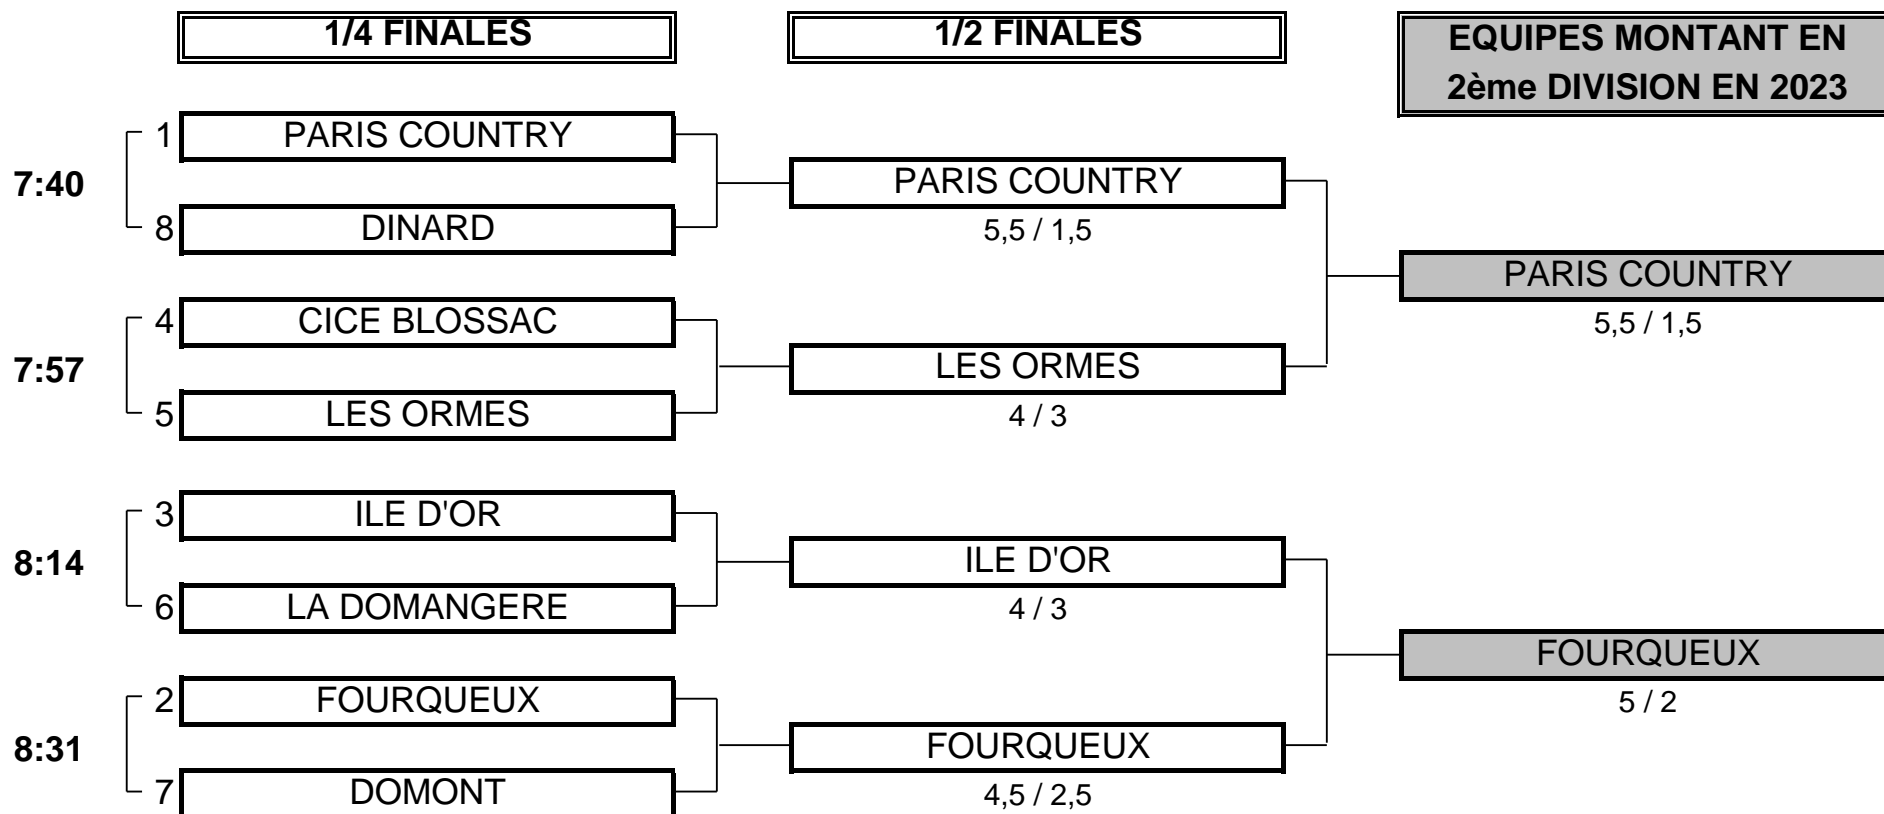 1/4 FINALES
1/2 FINALES
EQUIPES MONTANT EN
2ème DIVISION EN 2023
1 PARIS COUNTRY
7:40
8 DINARD
PARIS COUNTRY
5,5 / 1,5
4 CICE BLOSSAC
7:57
5 LES ORMES
LES ORMES
4 / 3
PARIS COUNTRY
5,5 / 1,5
3 ILE D'OR
8:14
6 LA DOMANGERE
ILE D'OR
4 / 3
2 FOURQUEUX
8:31
7 DOMONT
FOURQUEUX
4,5 / 2,5
FOURQUEUX
5 / 2